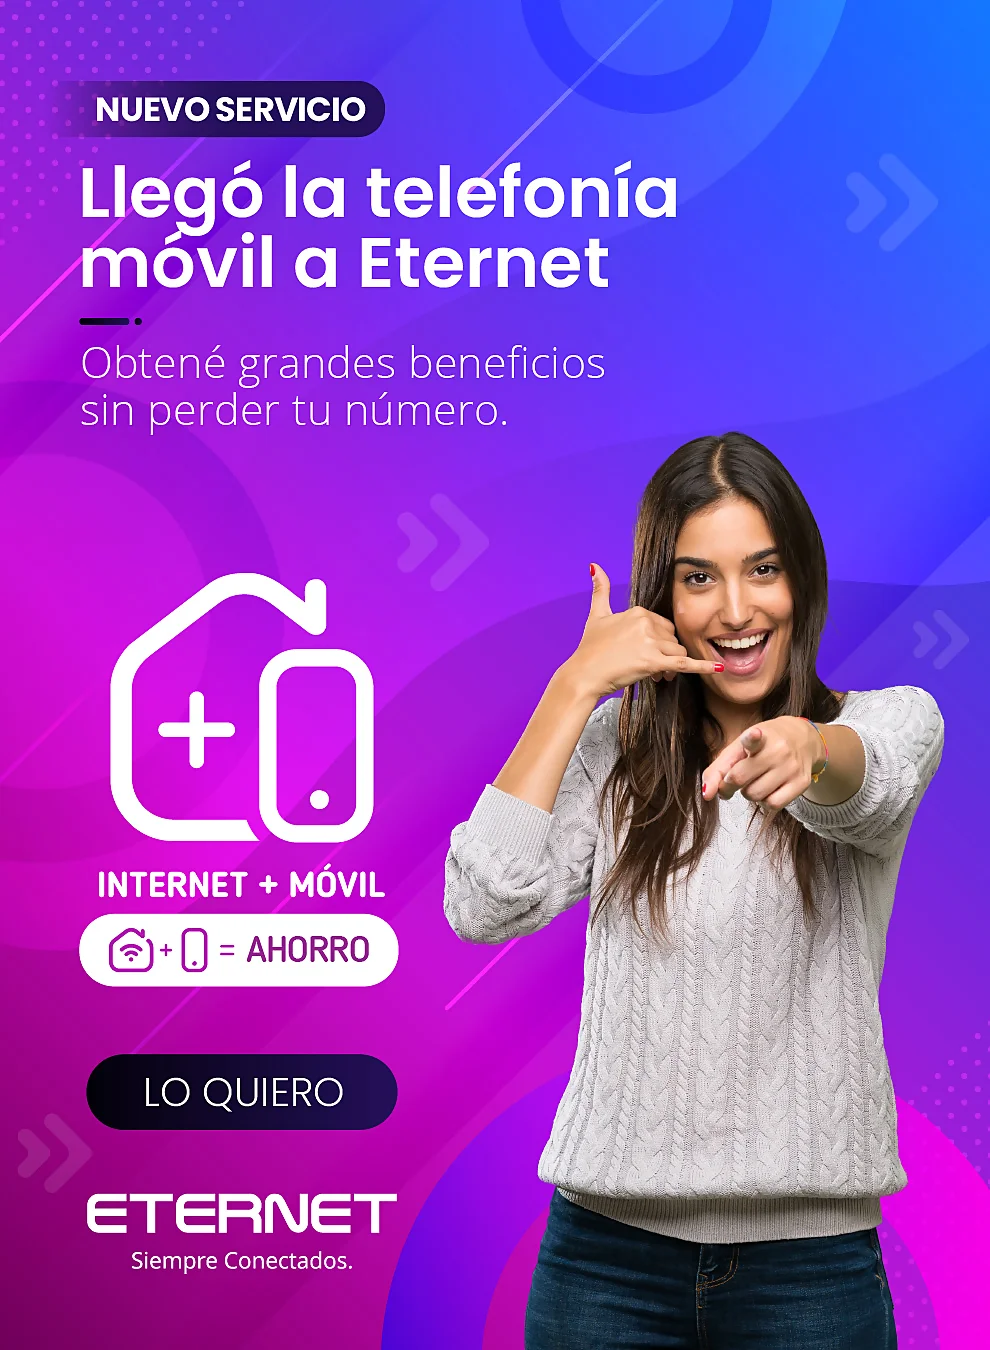 NUEVO SERVICIO
Llegó la telefonía
móvil a Eternet
Obtené grandes beneficios
sin perder tu número.
INTERNET + MÓVIL
+ = AHORRO
LO QUIERO
ETERNET
Siempre Conectados.